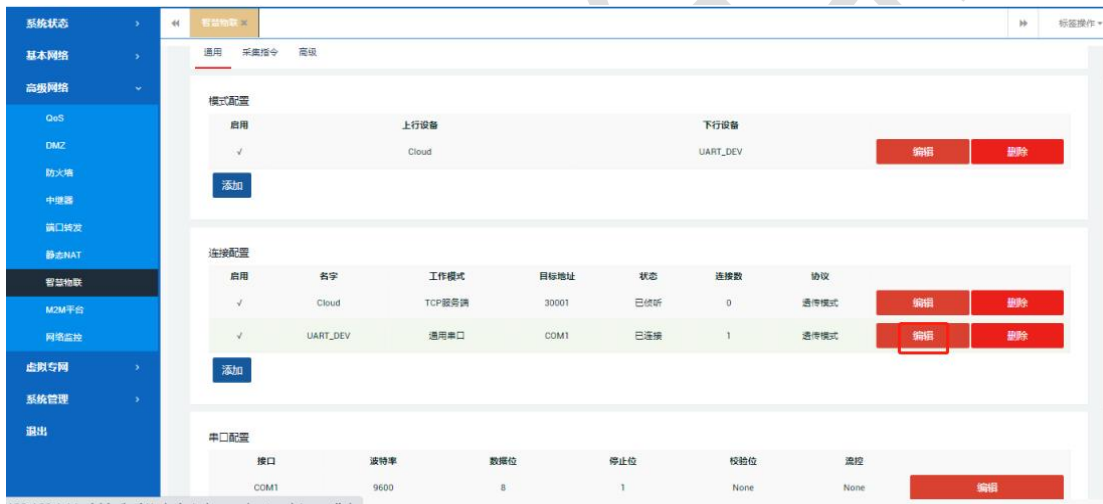 系统状态
基本网络
高级网络
QoS
DMZ
防火墙
中继器
端口转发
静态NAT
智慧物联
M2M平台
网络监控
虚拟专网
系统管理
退出
智慧物联 ×
标签操作
通用 采集指令 高级
模式配置
启用 上行设备 下行设备
√ Cloud UART_DEV 编辑 删除
添加
连接配置
启用 名字 工作模式 目标地址 状态 连接数 协议
√ Cloud TCP服务端 30001 已侦听 0 透传模式 编辑 删除
√ UART_DEV 通用串口 COM1 已连接 1 透传模式 编辑 删除
添加
串口配置
接口 波特率 数据位 停止位 校验位 流控
COM1 9600 8 1 None None 编辑